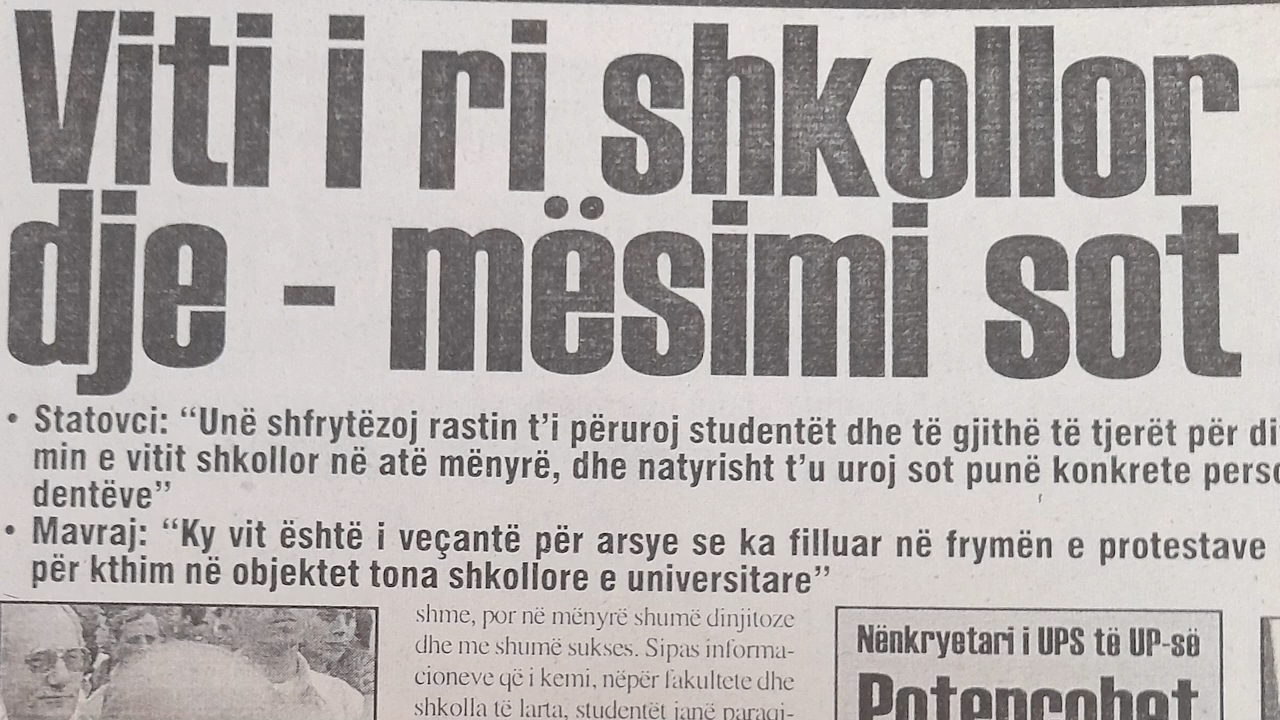 Viti i ri shkollor
dje - mësimi sot
• Statovci: “Unë shfrytëzoj rastin t’i përuroj studentët dhe të gjithë të tjerët për
min e vitit shkollor në atë mënyrë, dhe natyrisht t’u uroj sot punë konkrete
dentëve”
• Mavraj: “Ky vit është i veçantë për arsye se ka filluar në frymën e protestave
për kthim në objektet tona shkollore e universitare”
shme, por në mënyrë shumë dinjitoze
dhe me shumë sukses. Sipas informa-
cioneve që i kemi, nëpër fakultete dhe
shkolla të larta, studentët janë paraqi-
Nënkryetari i UPS të UP-së
Potencohet